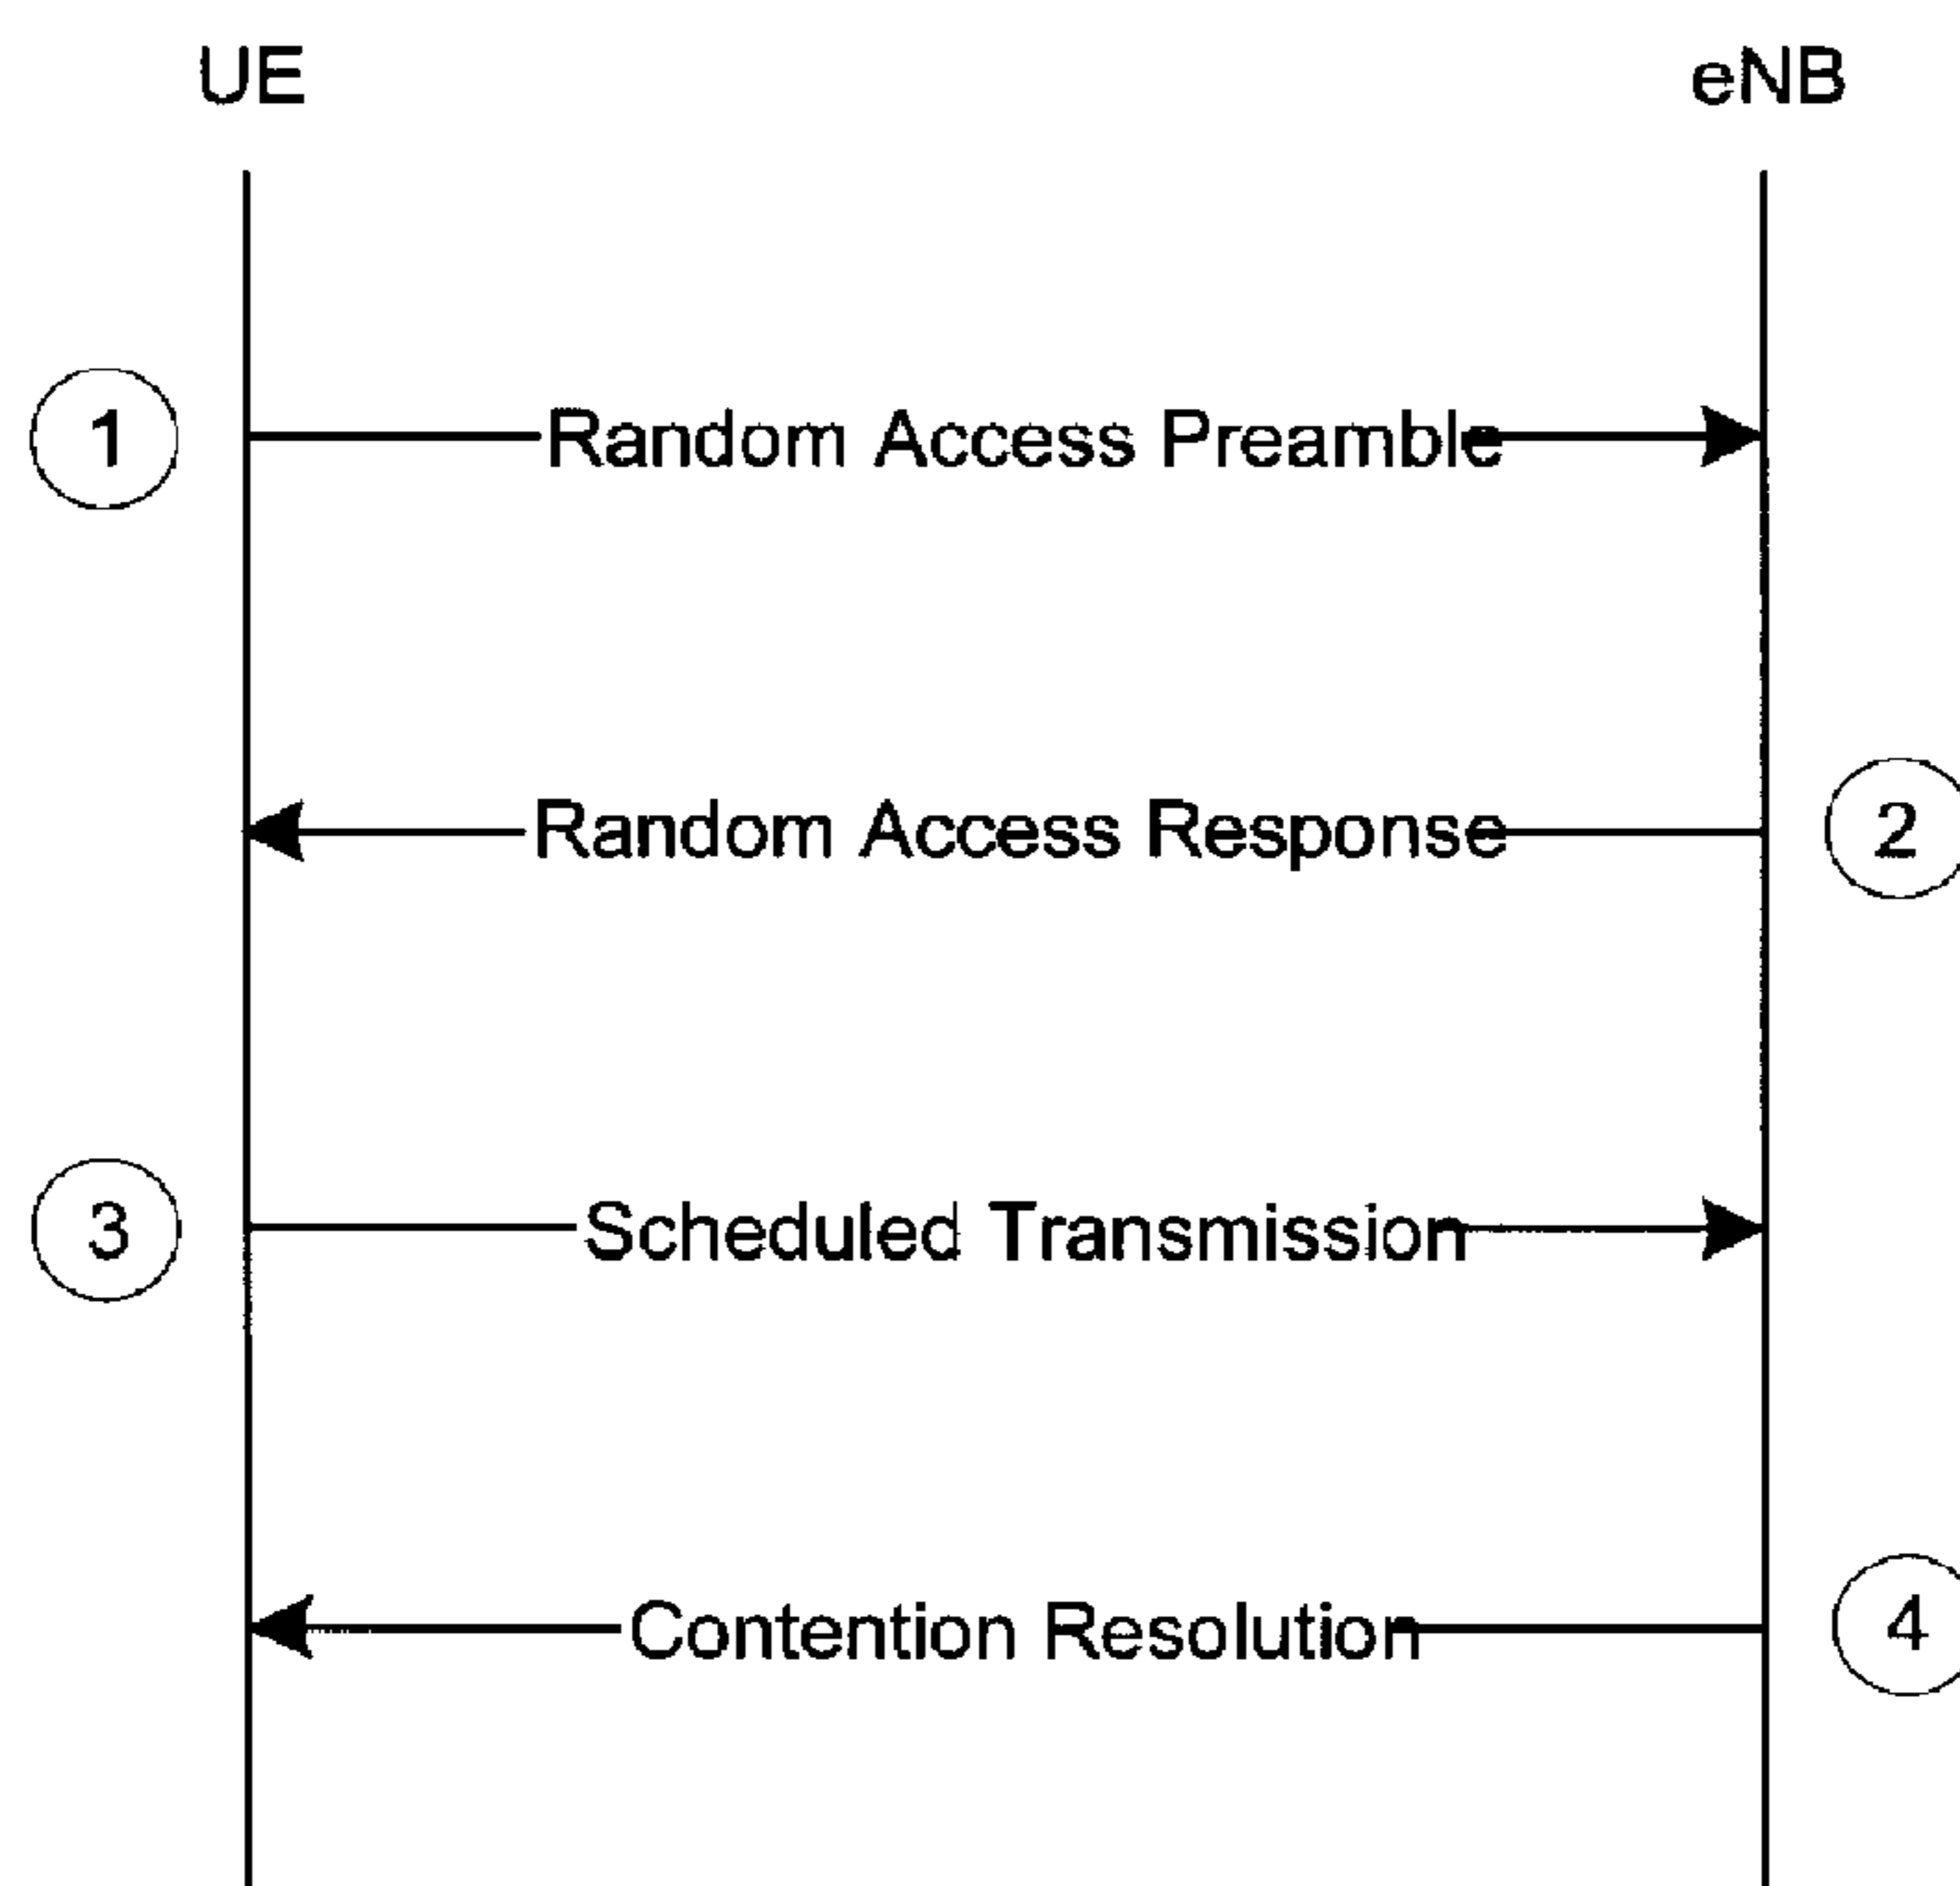 UE eNB
1 Random Access Preamble
Random Access Response 2
3 Scheduled Transmission
Contention Resolution 4